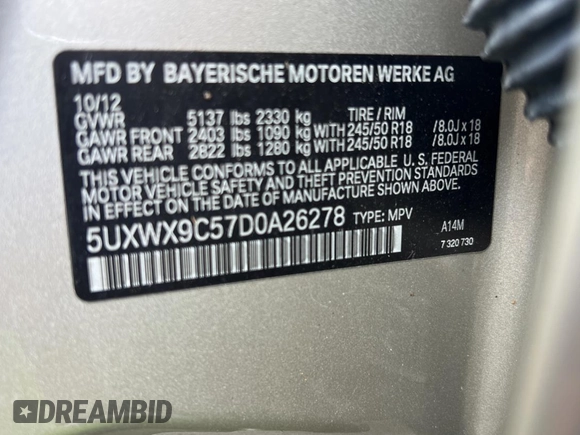 MFD BY BAYERISCHE MOTOREN WERKE AG
10/12 TIRE / RIM
GVWR 5137 lbs 2330 kg
GAWR FRONT 2403 lbs 1090 kg WITH 245/50 R18 / 8.0J x 18
GAWR REAR 2822 lbs 1280 kg WITH 245/50 R18 / 8.0J x 18
THIS VEHICLE CONFORMS TO ALL APPLICABLE U.S. FEDERAL
MOTOR VEHICLE SAFETY AND THEFT PREVENTION STANDARDS
IN EFFECT ON THE DATE OF MANUFACTURE SHOWN ABOVE.
5UXWX9C57D0A26278 TYPE: MPV A14M
7 320 730
DREAMBID